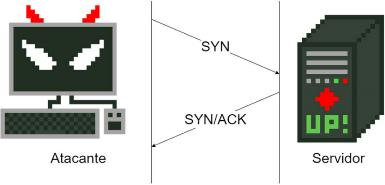 SYN
SYN/ACK
UP!
Atacante
Servidor